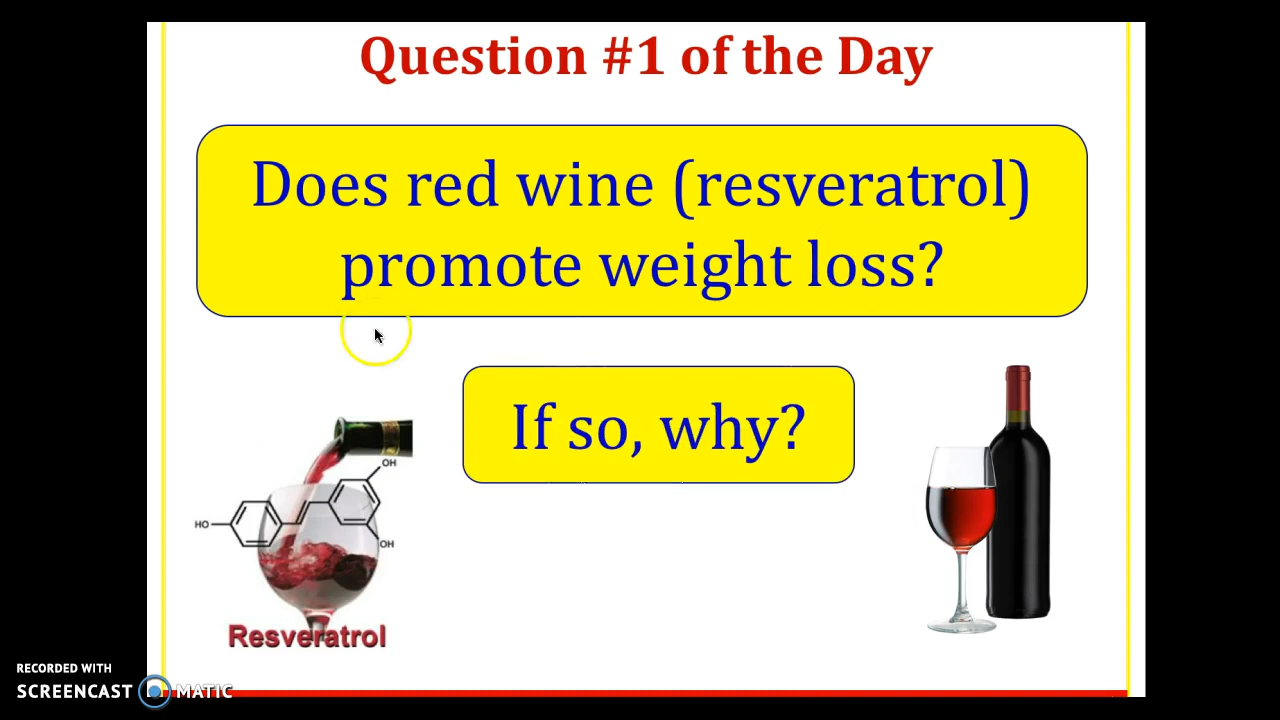 Question #1 of the Day
Does red wine (resveratrol)
promote weight loss?
If so, why?
OH
HO
OH
Resveratrol
RECORDED WITH
SCREENCAST MATIC